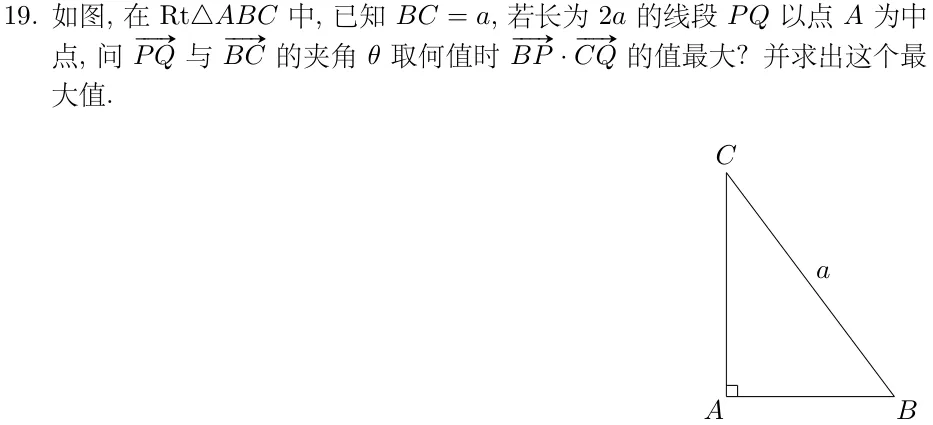 19. 如图, 在 Rt△ABC 中, 已知 BC = a, 若长为 2a 的线段 PQ 以点 A 为中
点, 问 $\overrightarrow{PQ}$ 与 $\overrightarrow{BC}$ 的夹角 θ 取何值时 $\overrightarrow{BP}$ · $\overrightarrow{CQ}$ 的值最大? 并求出这个最
大值.
C
a
A
B